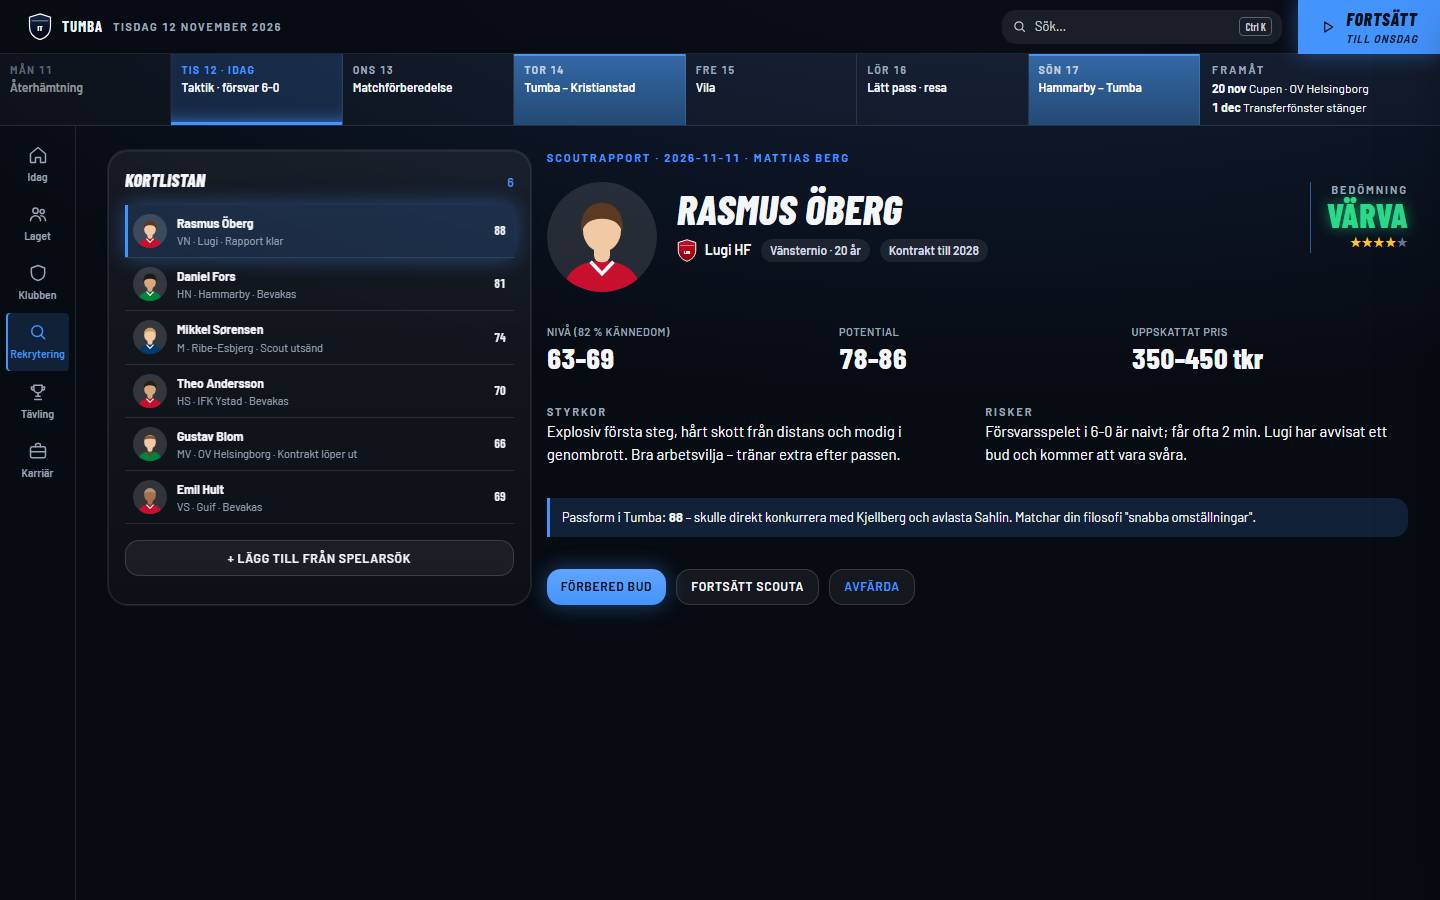 IT
TUMBA TISDAG 12 NOVEMBER 2026
Sök... Ctrl K
FORTSÄTT
TILL ONSDAG
MÅN 11
Återhämtning
TIS 12 · IDAG
Taktik · försvar 6-0
ONS 13
Matchförberedelse
TOR 14
Tumba – Kristianstad
FRE 15
Vila
LÖR 16
Lätt pass · resa
SÖN 17
Hammarby – Tumba
FRAMÅT
20 nov Cupen · OV Helsingborg
1 dec Transferfönster stänger
Idag
Laget
Klubben
Rekrytering
Tävling
Karriär
KORTLISTAN 6
Rasmus Öberg 88
VN · Lugi · Rapport klar
Daniel Fors 81
HN · Hammarby · Bevakas
Mikkel Sørensen 74
M · Ribe-Esbjerg · Scout utsänd
Theo Andersson 70
HS · IFK Ystad · Bevakas
Gustav Blom 66
MV · OV Helsingborg · Kontrakt löper ut
Emil Hult 69
VS · Guif · Bevakas
+ LÄGG TILL FRÅN SPELARSÖK
SCOUTRAPPORT · 2026-11-11 · MATTIAS BERG
RASMUS ÖBERG
Lugi HF Vänsternio · 20 år Kontrakt till 2028
BEDÖMNING
VÄRVA
★★★★★
NIVÅ (82 % KÄNNEDOM)
63–69
POTENTIAL
78–86
UPPSKATTAT PRIS
350–450 tkr
STYRKOR
Explosiv första steg, hårt skott från distans och modig i
genombrott. Bra arbetsvilja – tränar extra efter passen.
RISKER
Försvarsspelet i 6-0 är naivt; får ofta 2 min. Lugi har avvisat ett
bud och kommer att vara svåra.
Passform i Tumba: 88 – skulle direkt konkurrera med Kjellberg och avlasta Sahlin. Matchar din filosofi "snabba omställningar".
FÖRBERED BUD FORTSÄTT SCOUTA AVFÄRDA